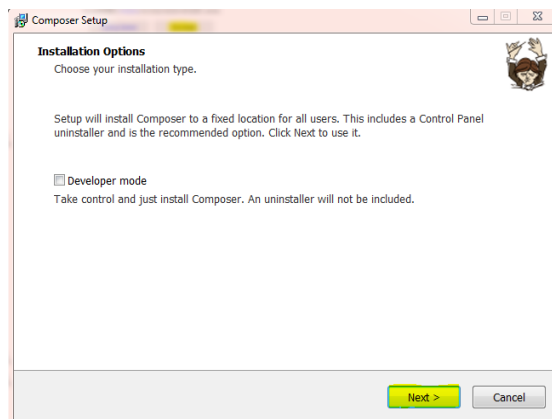 Composer Setup
Installation Options
Choose your installation type.
Setup will install Composer to a fixed location for all users. This includes a Control Panel
uninstaller and is the recommended option. Click Next to use it.
Developer mode
Take control and just install Composer. An uninstaller will not be included.
Next >
Cancel